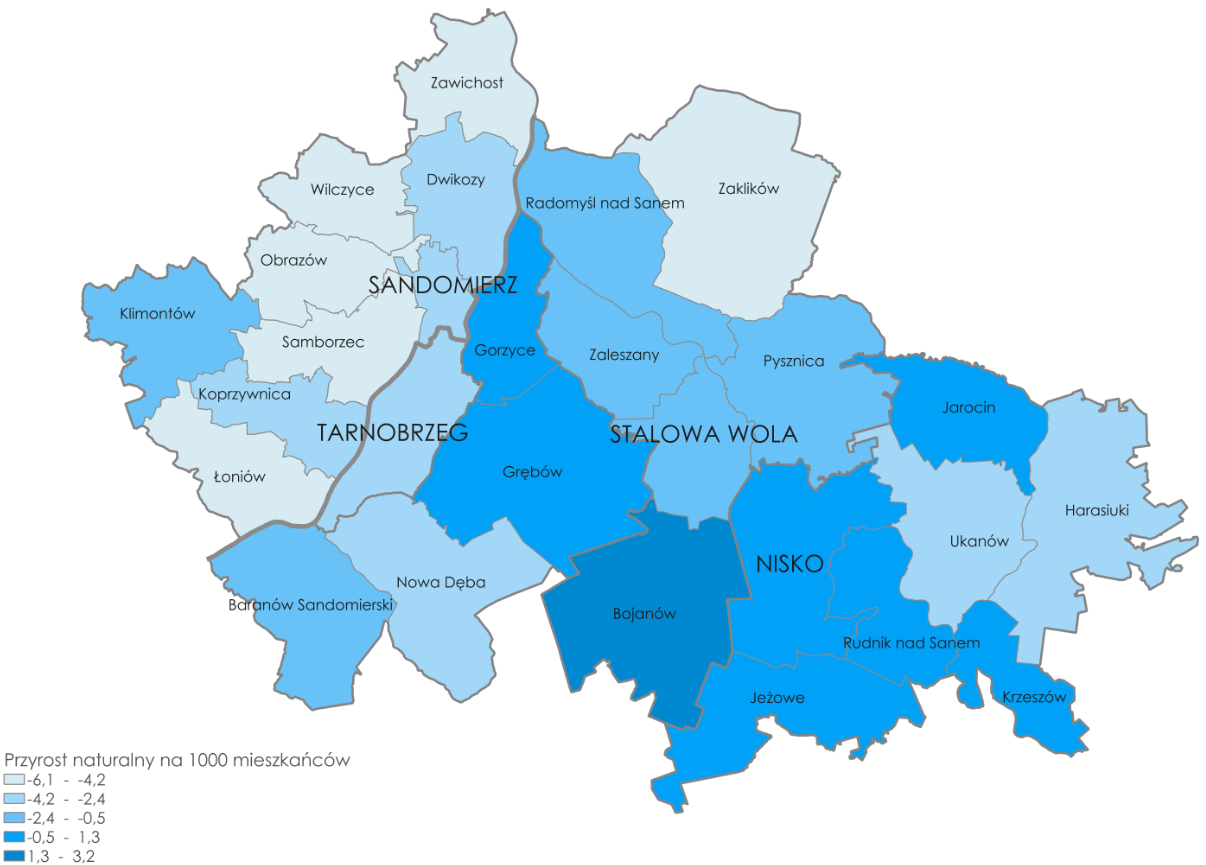 Zawichost
Dwikozy
Wilczyce
Zaklików
Radomyśl nad Sanem
Obrazów
SANDOMIERZ
Klimontów
Samborzec
Gorzyce
Zaleszany
Pysznica
Koprzywnica
Jarocin
TARNOBRZEG
STALOWA WOLA
Łoniów
Grębów
Harasiuki
Ukanów
NISKO
Nowa Dęba
Baranów Sandomierski
Bojanów
Rudnik nad Sanem
Jeżowe
Krzeszów
Przyrost naturalny na 1000 mieszkańców
-6,1 - -4,2
-4,2 - -2,4
-2,4 - -0,5
-0,5 - 1,3
1,3 - 3,2